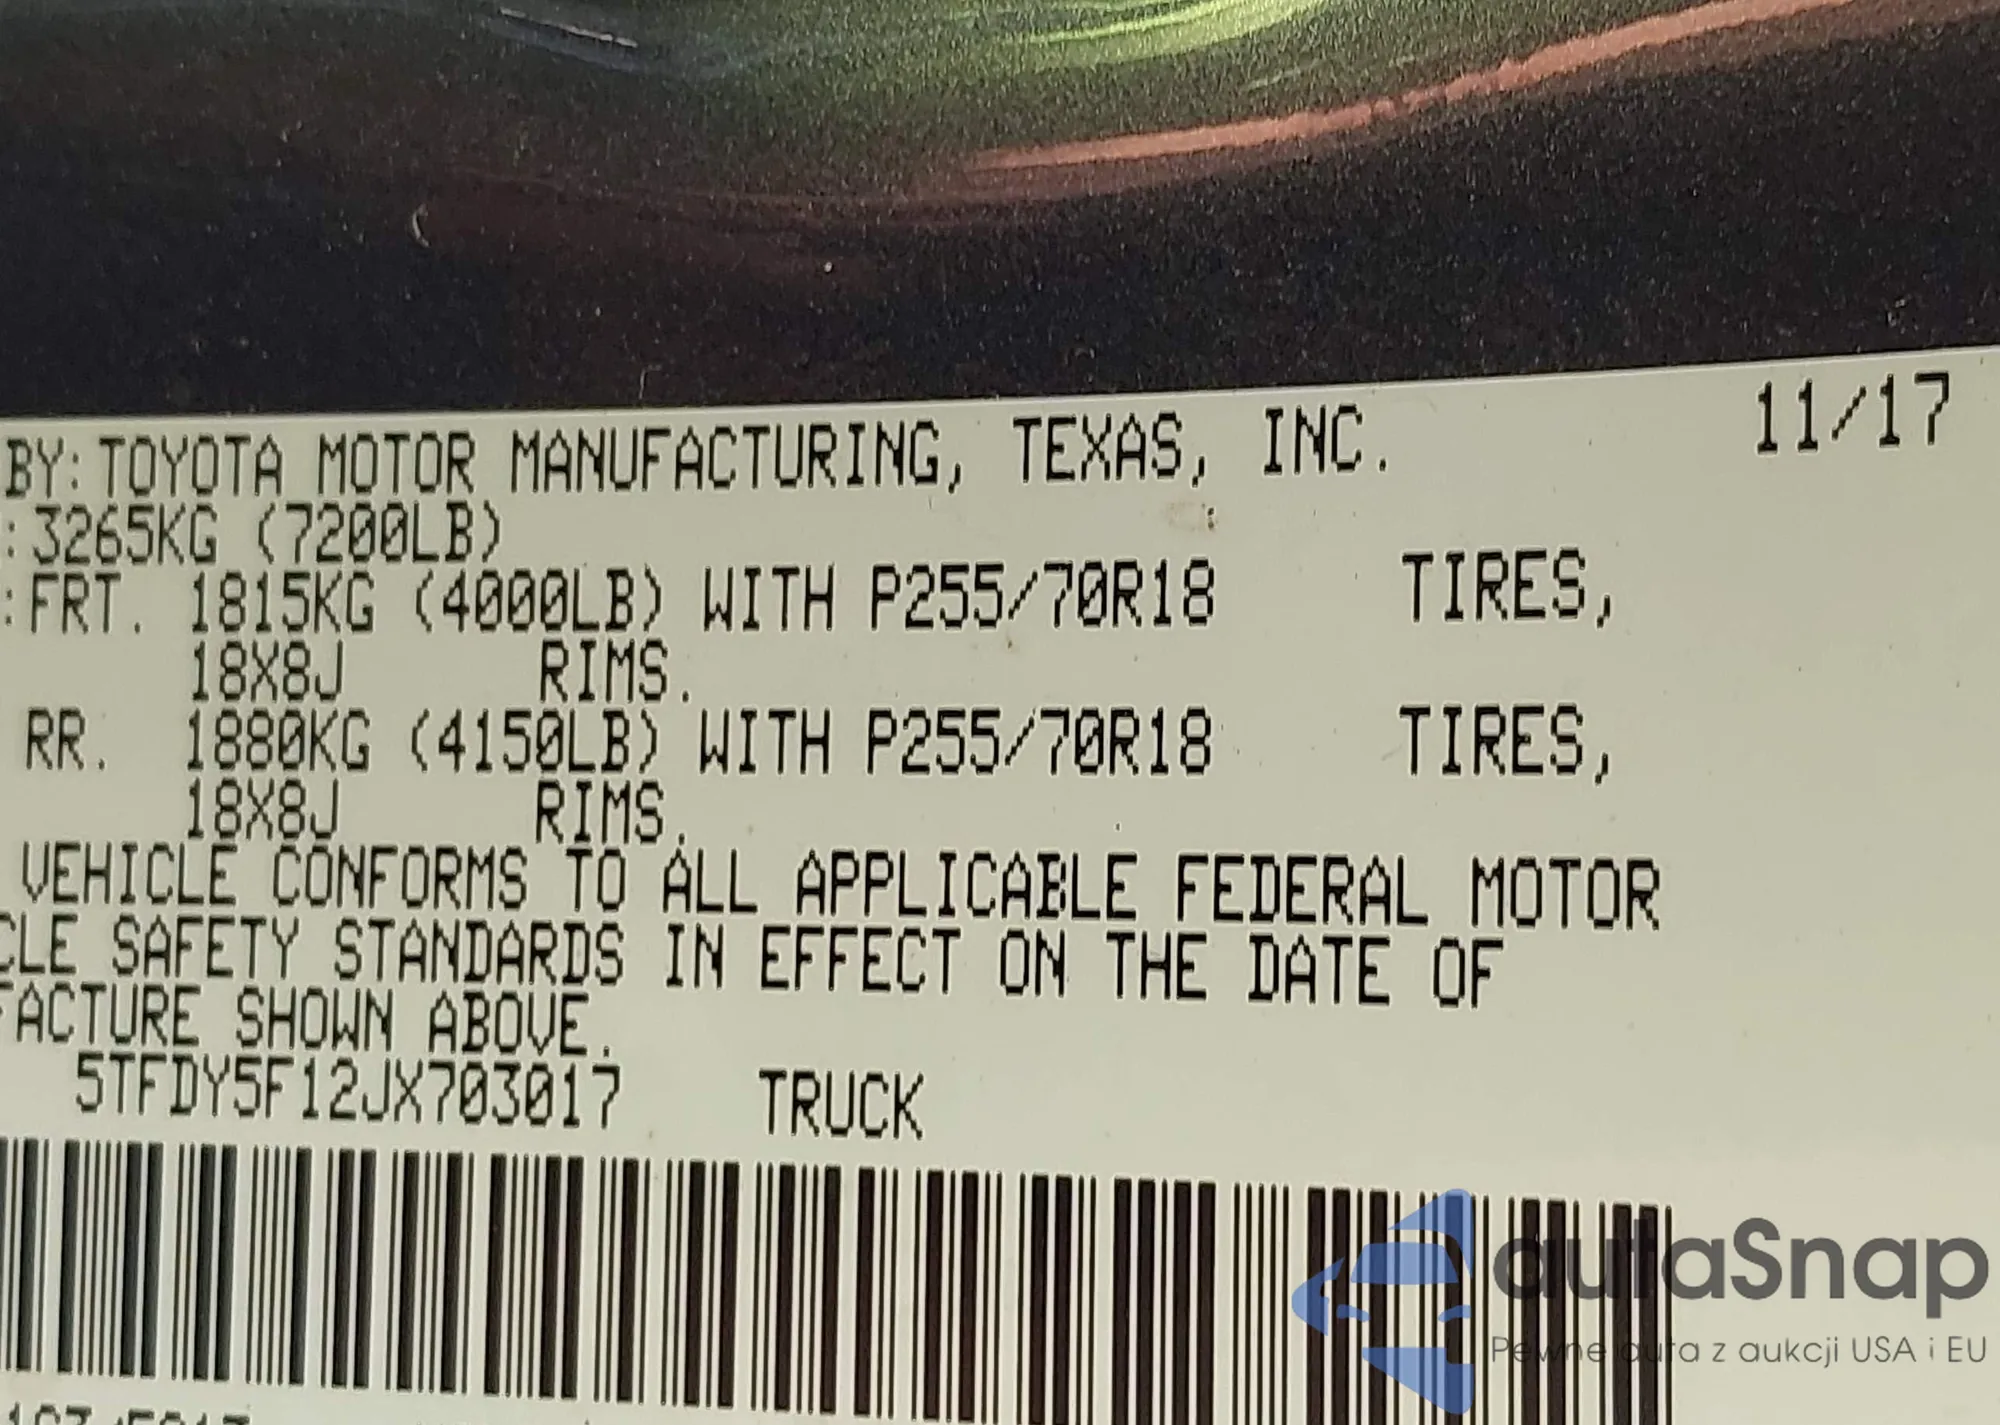 BY:TOYOTA MOTOR MANUFACTURING, TEXAS, INC. 11/17
:3265KG (7200LB)
:FRT. 1815KG (4000LB) WITH P255/70R18 TIRES,
18X8J RIMS.
RR. 1880KG (4150LB) WITH P255/70R18 TIRES,
18X8J RIMS.
VEHICLE CONFORMS TO ALL APPLICABLE FEDERAL MOTOR
CLE SAFETY STANDARDS IN EFFECT ON THE DATE OF
FACTURE SHOWN ABOVE.
5TFDY5F12JX703017 TRUCK
autaSnap
Pewne auta z aukcji USA i EU